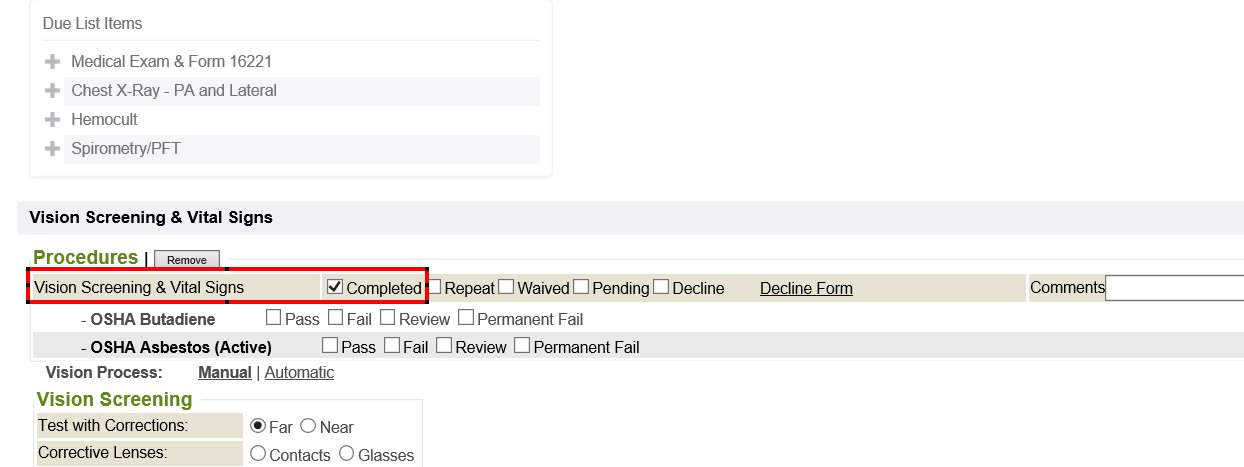 Due List Items
Medical Exam & Form 16221
Chest X-Ray - PA and Lateral
Hemocult
Spirometry/PFT
Vision Screening & Vital Signs
Procedures | Remove
Vision Screening & Vital Signs Completed Repeat Waived Pending Decline Decline Form Comments
- OSHA Butadiene Pass Fail Review Permanent Fail
- OSHA Asbestos (Active) Pass Fail Review Permanent Fail
Vision Process: Manual | Automatic
Vision Screening
Test with Corrections: Far Near
Corrective Lenses: Contacts Glasses